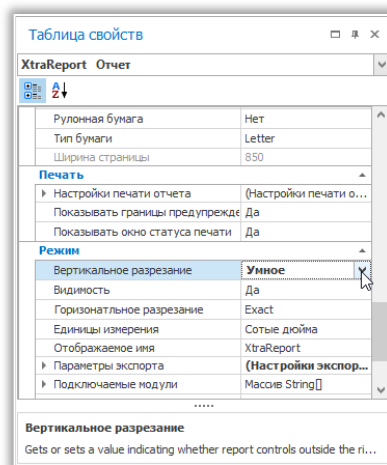 Таблица свойств
XtraReport Отчет
Рулонная бумага Нет
Тип бумаги Letter
Ширина страницы 850
Печать
Настройки печати отчета (Настройки печати о...
Показывать границы предупрежде Да
Показывать окно статуса печати Да
Режим
Вертикальное разрезание Умное
Видимость Да
Горизонатльное разрезание Exact
Единицы измерения Сотые дюйма
Отображаемое имя XtraReport
Параметры экспорта (Настройки экспор...
Подключаемые модули Массив String[]
Вертикальное разрезание
Gets or sets a value indicating whether report controls outside the ri...